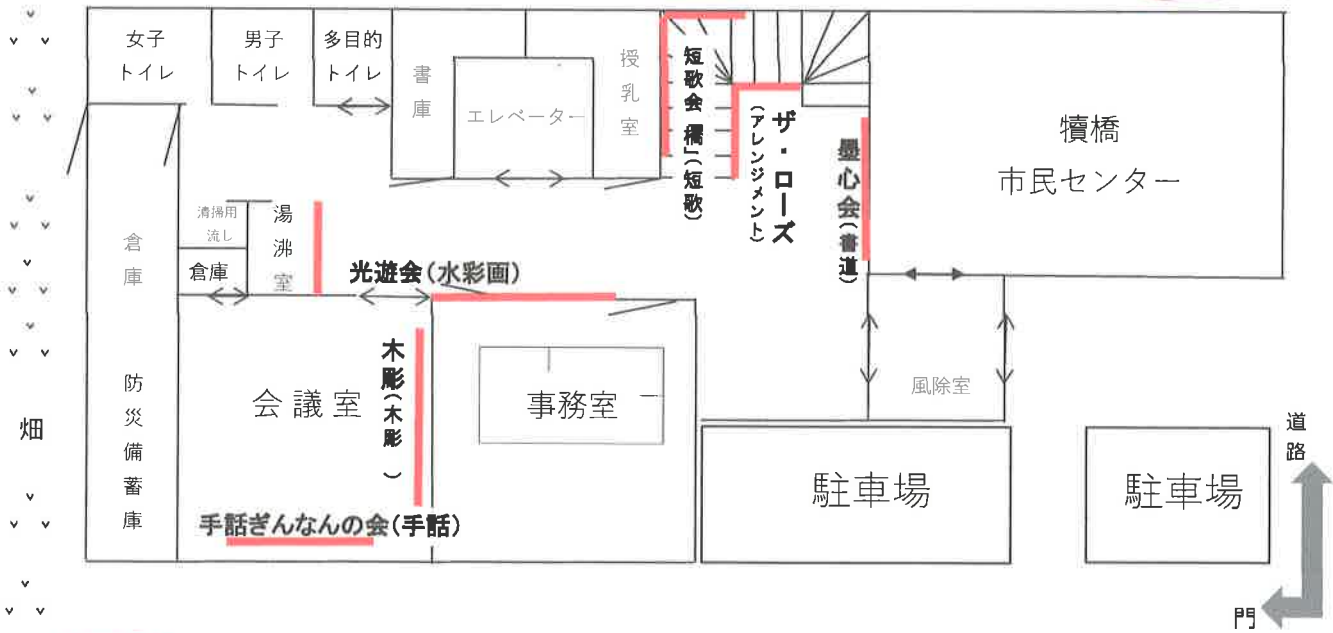 女子
トイレ
男子
トイレ
多目的
トイレ
書庫
エレベーター
授乳室
短歌会「橘」(短歌)
ザ・ローズ
(アレンジメント)
墨心会(書道)
犢橋
市民センター
倉庫
清掃用
流し
倉庫
湯沸室
光遊会(水彩画)
木彫(木彫)
会議室
事務室
風除室
防災備蓄庫
畑
手話ぎんなんの会(手話)
駐車場
駐車場
道路
門